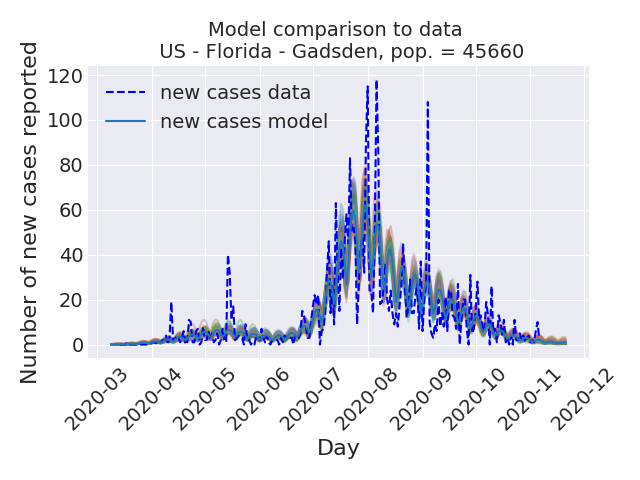 Model comparison to data
US - Florida - Gadsden, pop. = 45660
Number of new cases reported
120
100
80
60
40
20
0
new cases data
new cases model
2020-03
2020-04
2020-05
2020-06
2020-07
2020-08
2020-09
2020-10
2020-11
2020-12
Day